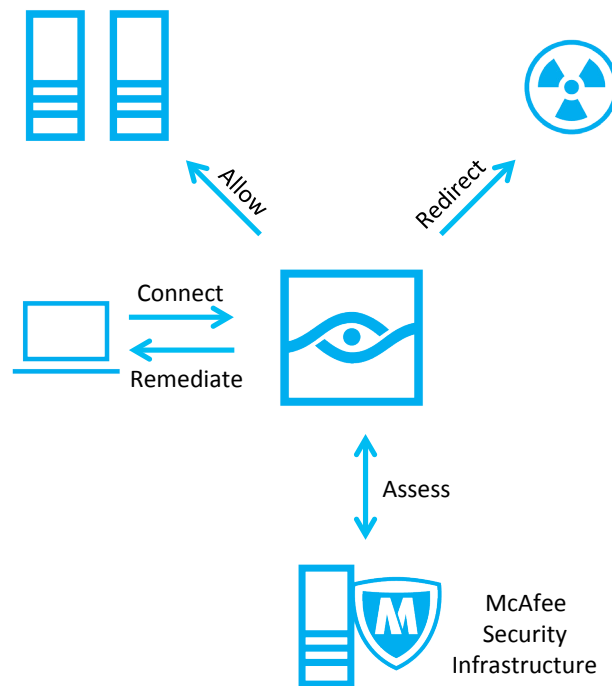 Allow
Redirect
Connect
Remediate
Assess
McAfee
Security
Infrastructure